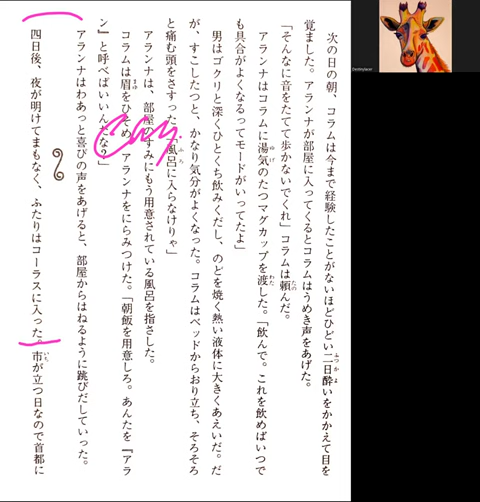 次の日の朝、コラムは今まで経験したことがないほどひどい二日酔いをかかえて目を
覚ました。アランナが部屋に入ってくるとコラムはうめき声をあげた。
「そんなに音をたてて歩かないでくれ」コラムは頼んだ。
アランナはコラムに湯気のたつマグカップを渡した。「飲んで。これを飲めばいつで
も具合がよくなるってモードがいってたよ」
男はゴクリと深くひとくち飲みくだし、のどを焼く熱い液体に大きくあえいだ。だ
が、すこしたつと、かなり気分がよくなった。コラムはベッドからおり立ち、そろそろ
と痛む頭をさすった。「風呂に入らなけりゃ」
アランナは、部屋のすみにもう用意されている風呂を指さした。
コラムは眉をひそめ、アランナをにらみつけた。「朝飯を用意しろ。あんたを『アラ
ン』と呼べばいいんだな?」
アランナはわあっと喜びの声をあげると、部屋からはねるように跳びだしていった。
四日後、夜が明けてまもなく、ふたりはコーラスに入った。市が立つ日なので首都に